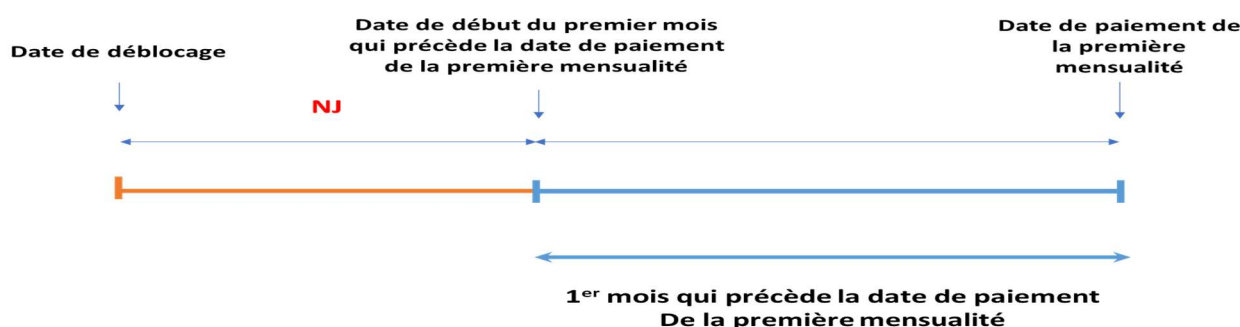 Date de déblocage
Date de début du premier mois
qui précède la date de paiement
de la première mensualité
Date de paiement de
la première
mensualité
NJ
1er mois qui précède la date de paiement
De la première mensualité